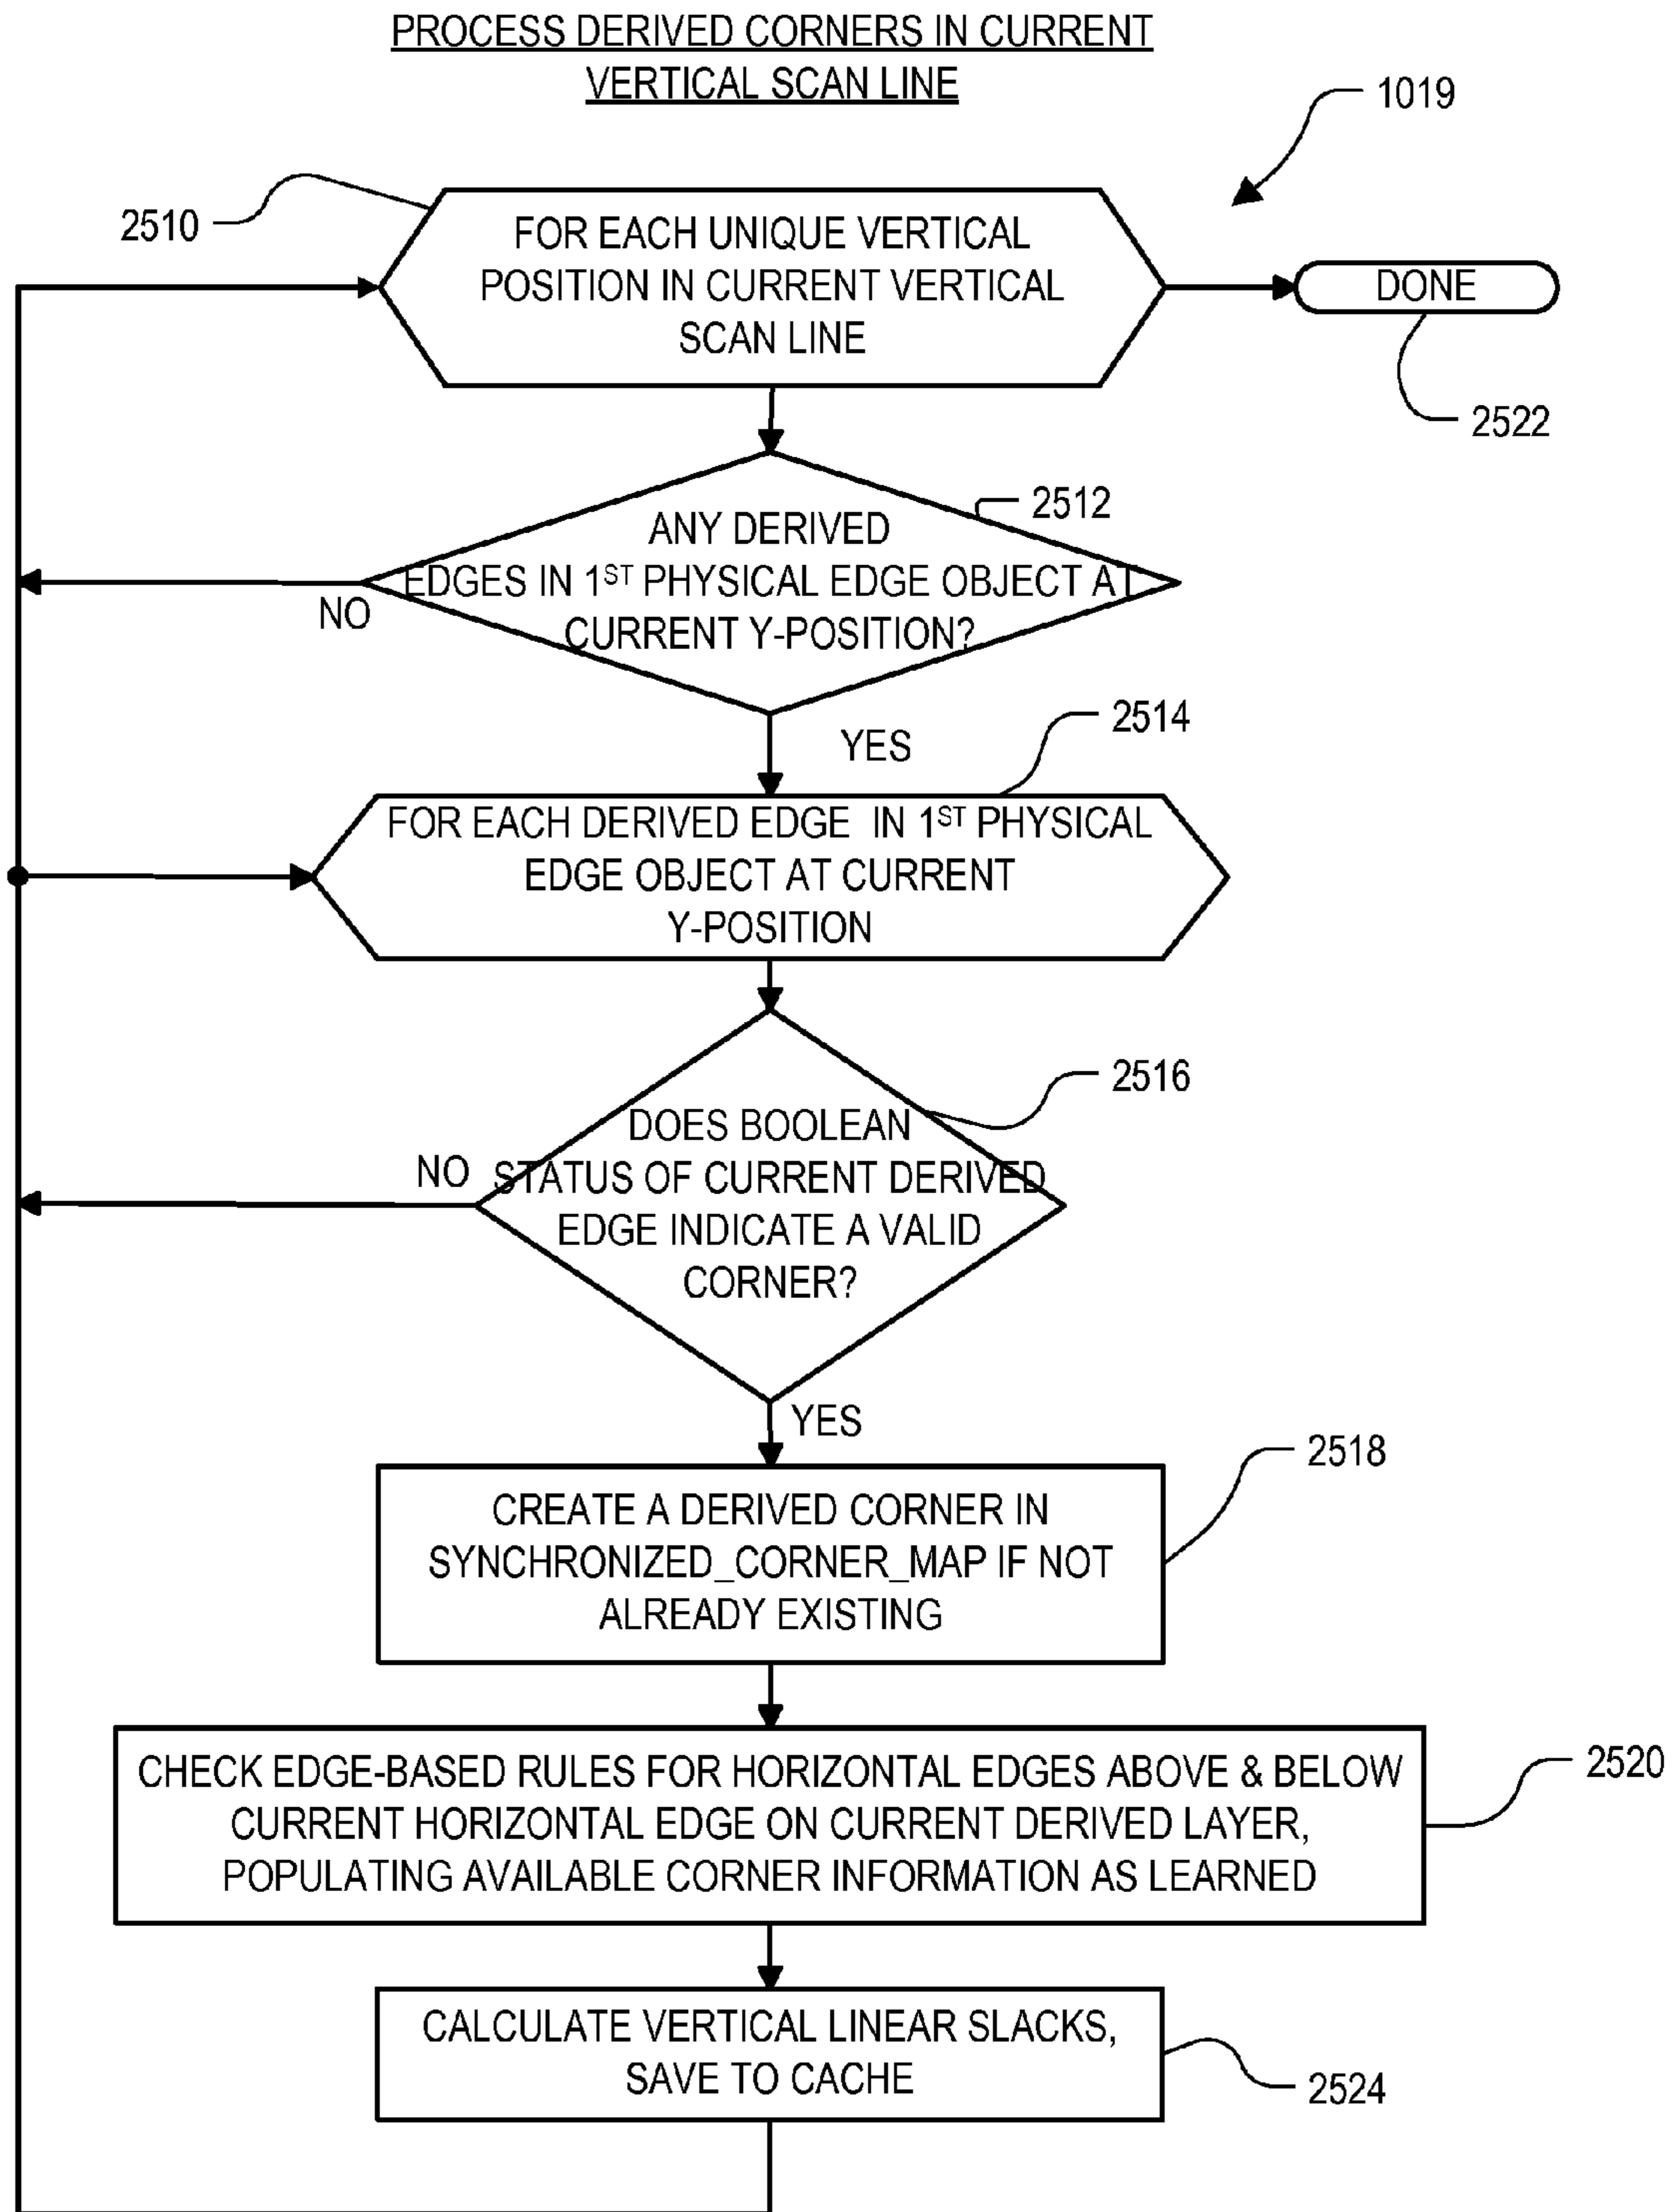 PROCESS DERIVED CORNERS IN CURRENT
VERTICAL SCAN LINE
1019
2510
FOR EACH UNIQUE VERTICAL
POSITION IN CURRENT VERTICAL
SCAN LINE
DONE
2522
2512
ANY DERIVED
EDGES IN 1ST PHYSICAL EDGE OBJECT AT
CURRENT Y-POSITION?
NO
YES
2514
FOR EACH DERIVED EDGE IN 1ST PHYSICAL
EDGE OBJECT AT CURRENT
Y-POSITION
2516
DOES BOOLEAN
STATUS OF CURRENT DERIVED
EDGE INDICATE A VALID
CORNER?
NO
YES
2518
CREATE A DERIVED CORNER IN
SYNCHRONIZED_CORNER_MAP IF NOT
ALREADY EXISTING
2520
CHECK EDGE-BASED RULES FOR HORIZONTAL EDGES ABOVE & BELOW
CURRENT HORIZONTAL EDGE ON CURRENT DERIVED LAYER,
POPULATING AVAILABLE CORNER INFORMATION AS LEARNED
CALCULATE VERTICAL LINEAR SLACKS,
SAVE TO CACHE
2524